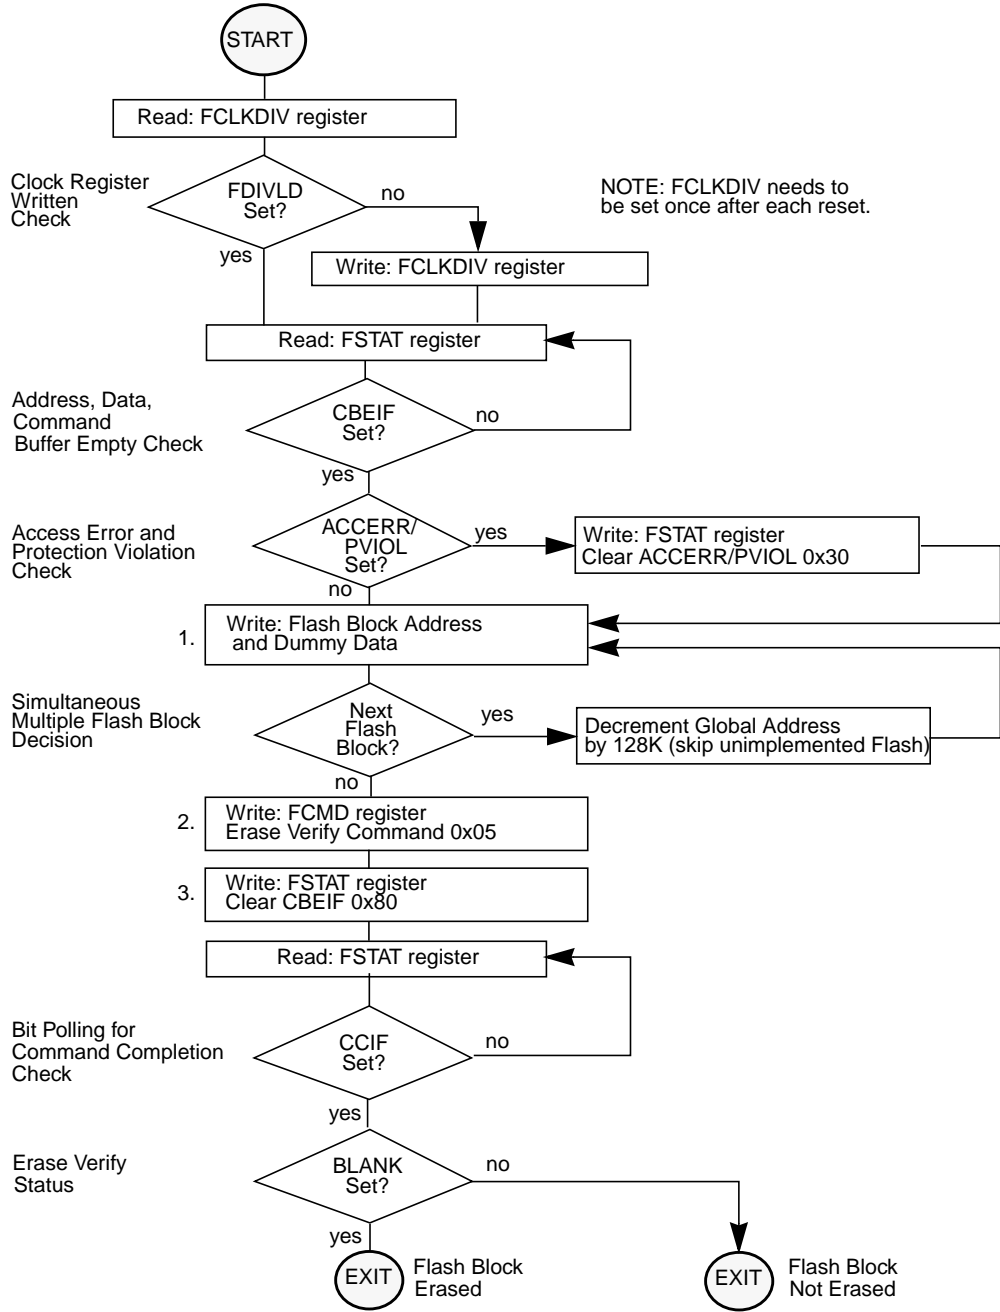 START
Read: FCLKDIV register
Clock Register
Written
Check
FDIVLD
Set?
no
NOTE: FCLKDIV needs to
be set once after each reset.
yes
Write: FCLKDIV register
Read: FSTAT register
Address, Data,
Command
Buffer Empty Check
CBEIF
Set?
no
yes
Access Error and
Protection Violation
Check
ACCERR/
PVIOL
Set?
yes
Write: FSTAT register
Clear ACCERR/PVIOL 0x30
no
1.
Write: Flash Block Address
and Dummy Data
Simultaneous
Multiple Flash Block
Decision
Next
Flash
Block?
yes
Decrement Global Address
by 128K (skip unimplemented Flash)
no
2.
Write: FCMD register
Erase Verify Command 0x05
3.
Write: FSTAT register
Clear CBEIF 0x80
Read: FSTAT register
Bit Polling for
Command Completion
Check
CCIF
Set?
no
yes
Erase Verify
Status
BLANK
Set?
no
yes
EXIT
Flash Block
Erased
EXIT
Flash Block
Not Erased